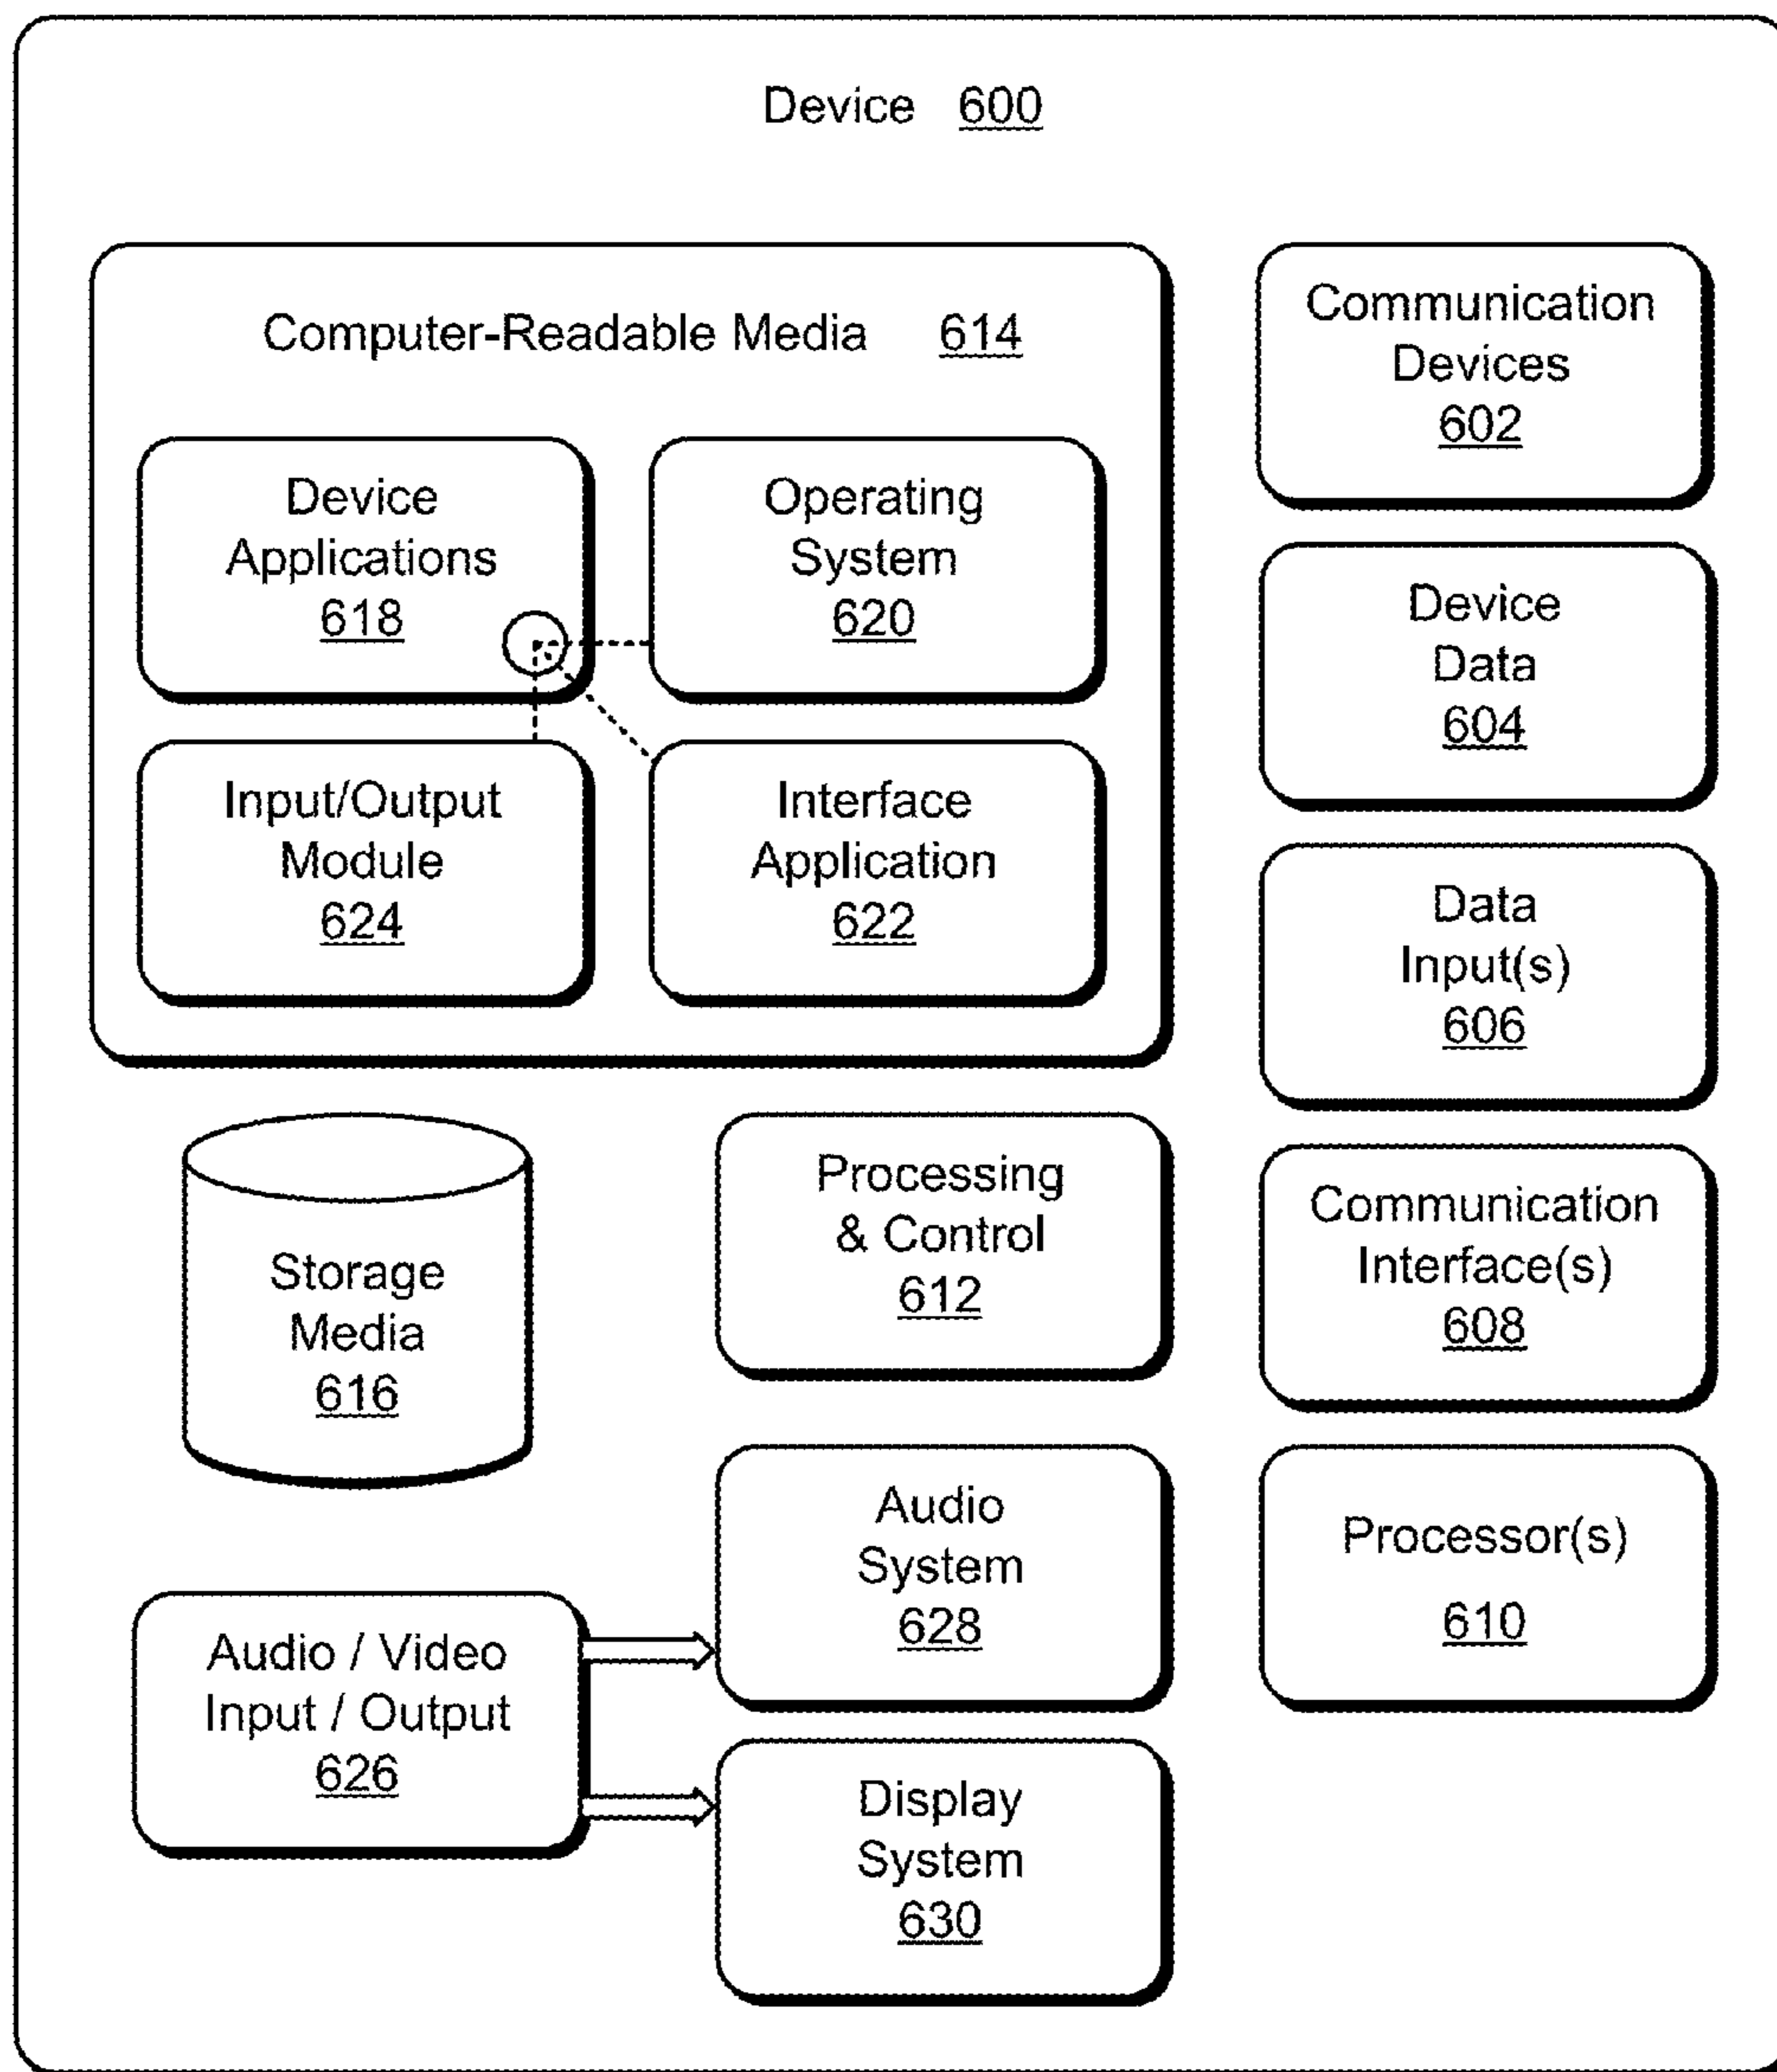 Device 600
Computer-Readable Media 614
Device
Applications
618
Operating
System
620
Input/Output
Module
624
Interface
Application
622
Storage
Media
616
Processing
& Control
612
Audio / Video
Input / Output
626
Audio
System
628
Display
System
630
Communication
Devices
602
Device
Data
604
Data
Input(s)
606
Communication
Interface(s)
608
Processor(s)
610